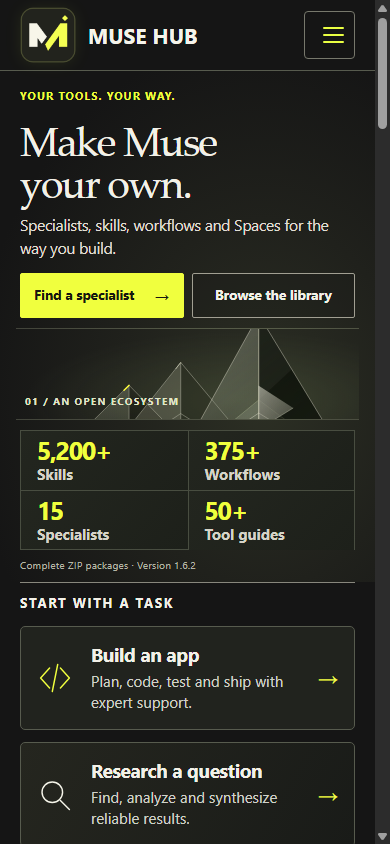 MUSE HUB
YOUR TOOLS. YOUR WAY.
Make Muse
your own.
Specialists, skills, workflows and Spaces for the
way you build.
Find a specialist →
Browse the library
01 / AN OPEN ECOSYSTEM
5,200+
Skills
375+
Workflows
15
Specialists
50+
Tool guides
Complete ZIP packages · Version 1.6.2
START WITH A TASK
Build an app
Plan, code, test and ship with
expert support.
→
Research a question
Find, analyze and synthesize
reliable results.
→